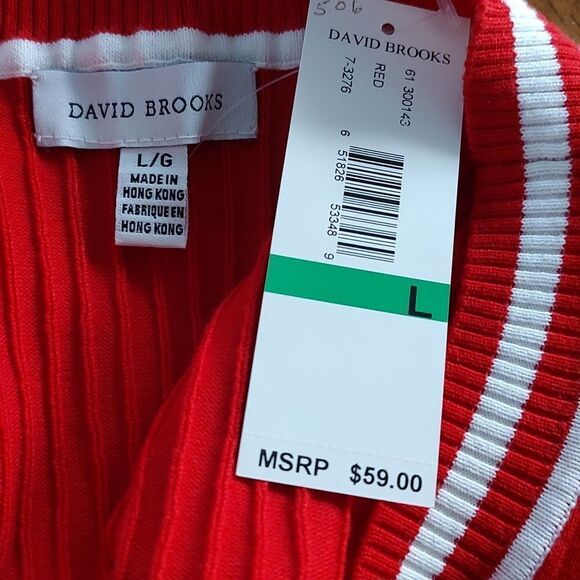 DAVID BROOKS
L/G
MADE IN
HONG KONG
FABRIQUE EN
HONG KONG
506
DAVID BROOKS
61 300143
RED
7-3276
6 51826 53348 9
L
MSRP $59.00